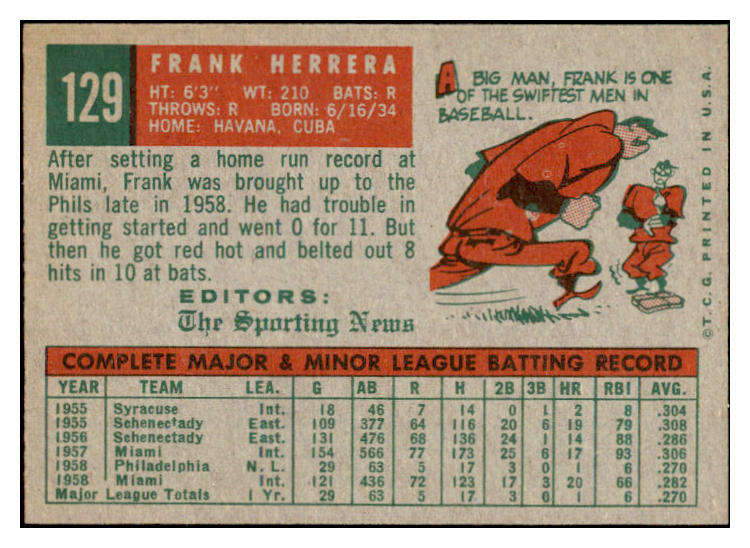 129
FRANK HERRERA
HT: 6'3" WT: 210 BATS: R
THROWS: R BORN: 6/16/34
HOME: HAVANA, CUBA
After setting a home run record at
Miami, Frank was brought up to the
Phils late in 1958. He had trouble in
getting started and went 0 for 11. But
then he got red hot and belted out 8
hits in 10 at bats.
EDITORS:
The Sporting News
A BIG MAN, FRANK IS ONE
OF THE SWIFTEST MEN IN
BASEBALL.
©T.C.G. PRINTED IN U.S.A.
COMPLETE MAJOR & MINOR LEAGUE BATTING RECORD
YEAR TEAM LEA. G AB R H 2B 3B HR RBI AVG.
1955 Syracuse Int. 18 46 7 14 0 1 2 8 .304
1955 Schenectady East. 109 377 64 116 20 6 19 79 .308
1956 Schenectady East. 131 476 68 136 24 1 14 88 .286
1957 Miami Int. 154 566 77 173 25 6 17 93 .306
1958 Philadelphia N. L. 29 63 5 17 3 0 1 6 .270
1958 Miami Int. 121 436 72 123 17 3 20 66 .282
Major League Totals 1 Yr. 29 63 5 17 3 0 1 6 .270